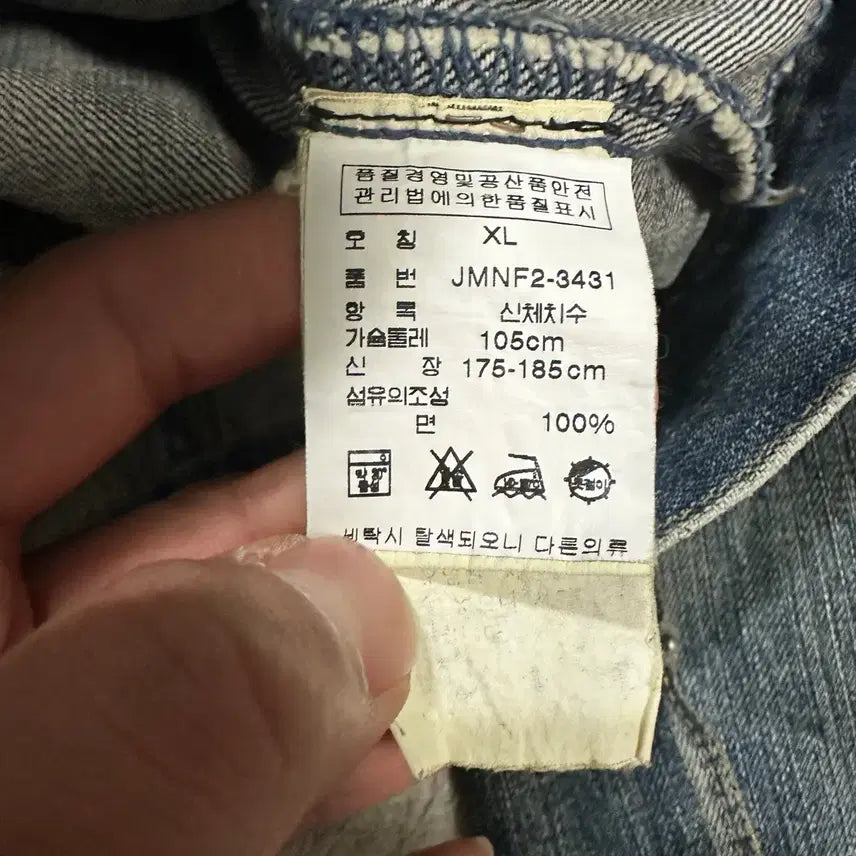 품질경영및공산품안전
관리법에의한품질표시
호 칭 XL
품 번 JMNF2-3431
항 목 신체치수
가슴둘레 105cm
신 장 175-185cm
섬유의조성
면 100%
세탁시 탈색되오니 다른의류